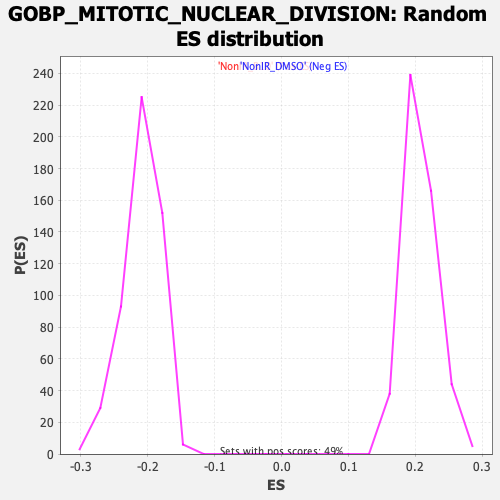 GOBP_MITOTIC_NUCLEAR_DIVISION: Random
ES distribution
'Non'NonIR_DMSO' (Neg ES)
240
220
200
180
160
140
120
100
80
60
40
20
0
P(ES)
Sets with pos scores: 49%
-0.3 -0.2 -0.1 0.0 0.1 0.2 0.3
ES